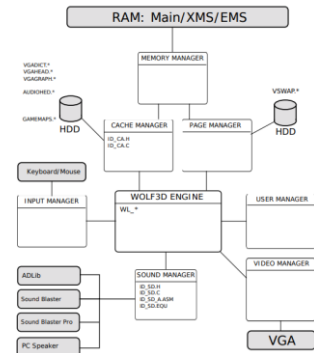 RAM: Main/XMS/EMS
MEMORY MANAGER
VGADICT.*
VGAHEAD.*
VGAGRAPH.*
AUDIOHED.*
GAMEMAPS.*
HDD
VSWAP.*
HDD
CACHE MANAGER
ID_CA.H
ID_CA.C
PAGE MANAGER
Keyboard/Mouse
INPUT MANAGER
WOLF3D ENGINE
WL_*
USER MANAGER
SOUND MANAGER
ID_SD.H
ID_SD.C
ID_SD_A.ASM
ID_SD.EQU
VIDEO MANAGER
ADLib
Sound Blaster
Sound Blaster Pro
PC Speaker
VGA